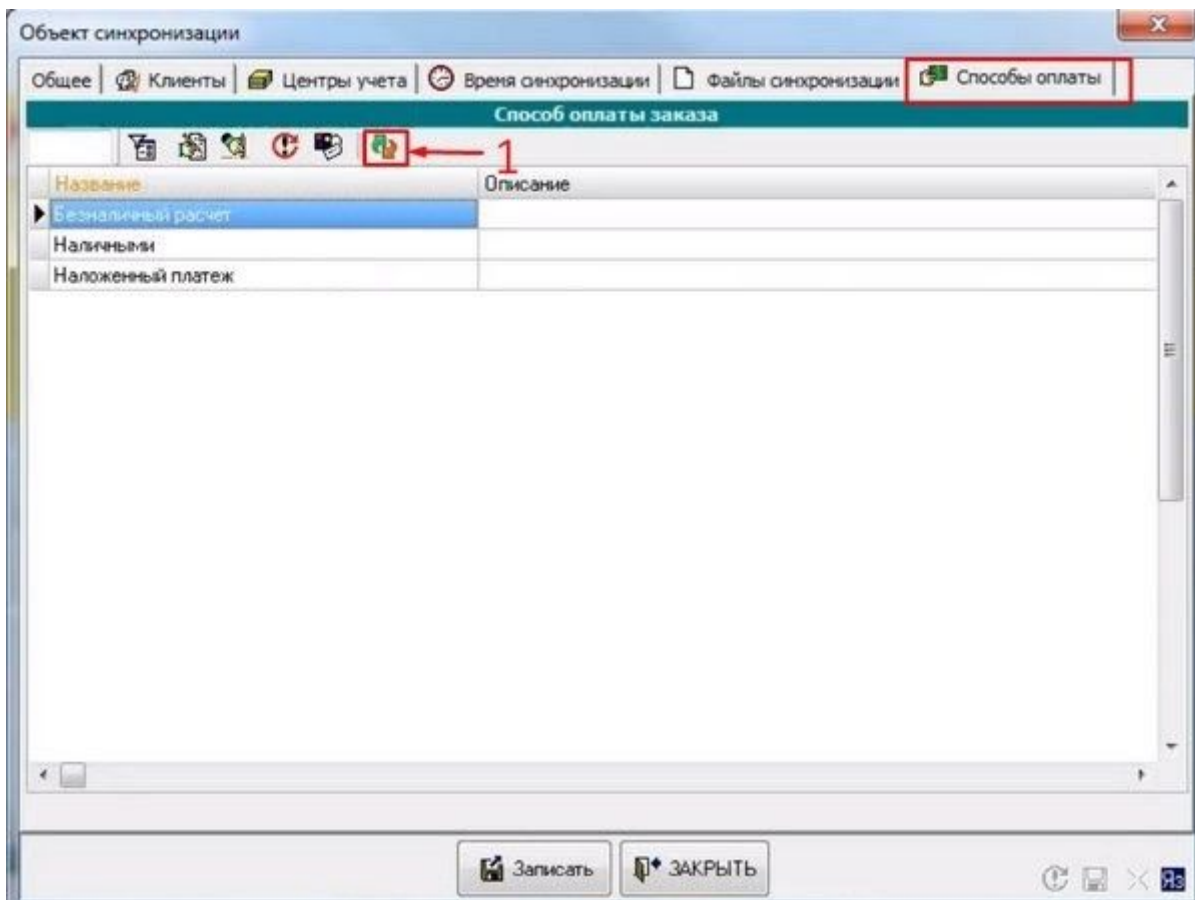 Объект синхронизации
Общее Клиенты Центры учета Время синхронизации Файлы синхронизации Способы оплаты
Способ оплаты заказа
1
Название Описание
Безналичный расчет
Наличными
Наложенный платеж
Записать ЗАКРЫТЬ
Яз